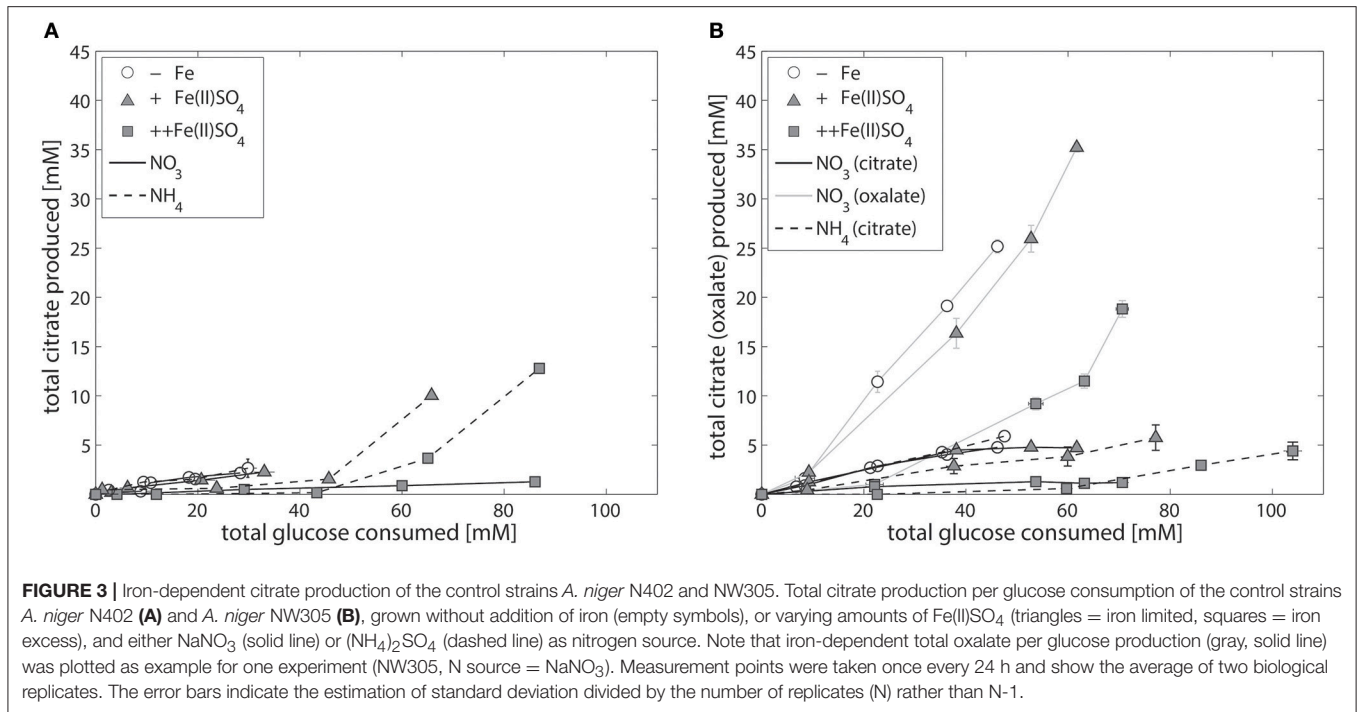 A
45
40
35
30
25
20
15
10
5
0 20 40 60 80 100
total citrate produced [mM]
total glucose consumed [mM]
– Fe
+ Fe(II)SO4
++Fe(II)SO4
NO3
NH4
B
45
40
35
30
25
20
15
10
5
0 20 40 60 80 100
total citrate (oxalate) produced [mM]
total glucose consumed [mM]
– Fe
+ Fe(II)SO4
++Fe(II)SO4
NO3 (citrate)
NO3 (oxalate)
NH4 (citrate)
FIGURE 3 | Iron-dependent citrate production of the control strains A. niger N402 and NW305. Total citrate production per glucose consumption of the control strains
A. niger N402 (A) and A. niger NW305 (B), grown without addition of iron (empty symbols), or varying amounts of Fe(II)SO4 (triangles = iron limited, squares = iron
excess), and either NaNO3 (solid line) or (NH4)2SO4 (dashed line) as nitrogen source. Note that iron-dependent total oxalate per glucose production (gray, solid line)
was plotted as example for one experiment (NW305, N source = NaNO3). Measurement points were taken once every 24 h and show the average of two biological
replicates. The error bars indicate the estimation of standard deviation divided by the number of replicates (N) rather than N-1.